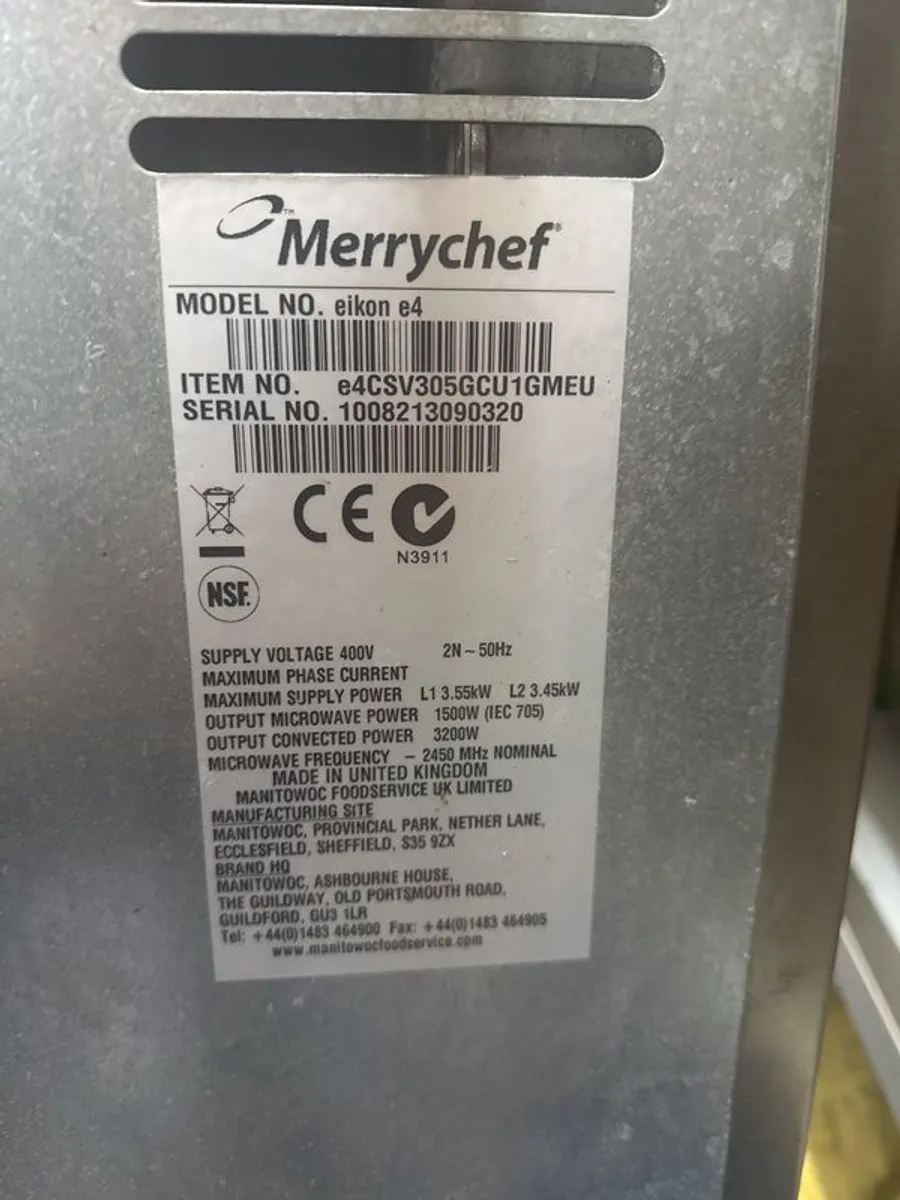 Merrychef®
MODEL NO. eikon e4
ITEM NO. e4CSV305GCU1GMEU
SERIAL NO. 1008213090320
CE
N3911
NSF.
SUPPLY VOLTAGE 400V 2N ~ 50Hz
MAXIMUM PHASE CURRENT
MAXIMUM SUPPLY POWER L1 3.55kW L2 3.45kW
OUTPUT MICROWAVE POWER 1500W (IEC 705)
OUTPUT CONVECTED POWER 3200W
MICROWAVE FREQUENCY – 2450 MHz NOMINAL
MADE IN UNITED KINGDOM
MANITOWOC FOODSERVICE UK LIMITED
MANUFACTURING SITE
MANITOWOC, PROVINCIAL PARK, NETHER LANE,
ECCLESFIELD, SHEFFIELD, S35 9ZX
BRAND HQ
MANITOWOC, ASHBOURNE HOUSE,
THE GUILDWAY, OLD PORTSMOUTH ROAD,
GUILDFORD, GU3 1LR
Tel: +44(0)1483 464900 Fax: +44(0)1483 464905
www.manitowocfoodservice.com